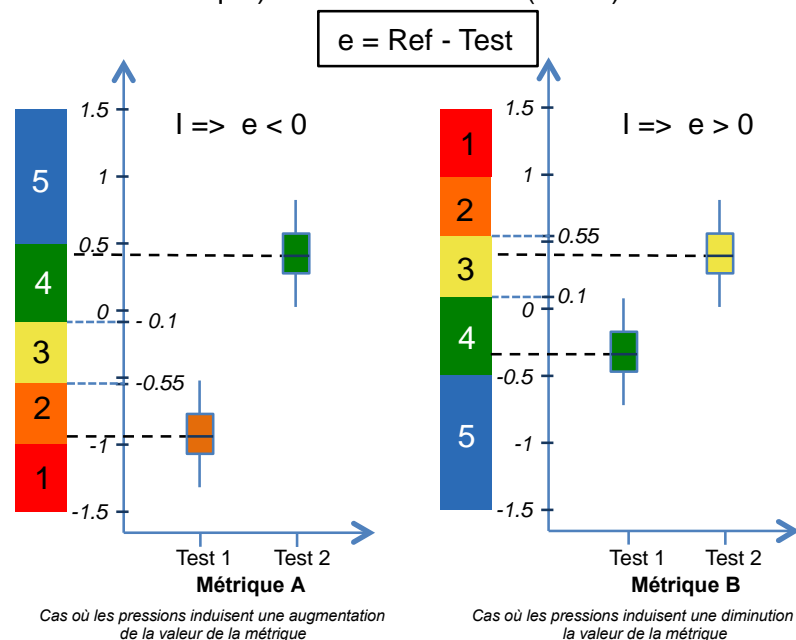 e = Ref - Test
I => e < 0
1.5
1
0.5
0
- 0.1
-0.55
-1
-1.5
5
4
3
2
1
Test 1 Test 2
Métrique A
Cas où les pressions induisent une augmentation
de la valeur de la métrique
I => e > 0
1.5
1
0.55
0.1
0
-0.5
-1
-1.5
1
2
3
4
5
Test 1 Test 2
Métrique B
Cas où les pressions induisent une diminution
la valeur de la métrique